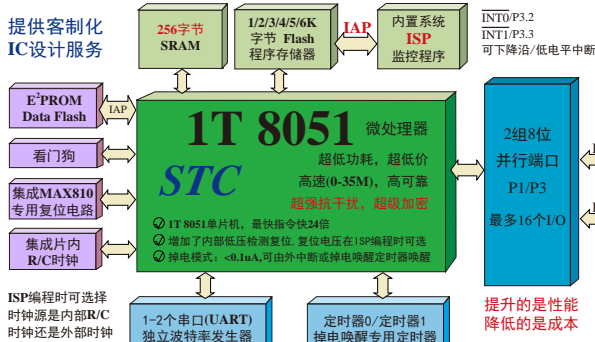 提供客制化
IC设计服务
256字节
SRAM
1/2/3/4/5/6K
字节 Flash
程序存储器
IAP
内置系统
ISP
监控程序
INT0/P3.2
INT1/P3.3
可下降沿/低电平中断
E²PROM
Data Flash
IAP
看门狗
集成MAX810
专用复位电路
集成片内
R/C时钟
1T 8051 微处理器
STC
超低功耗，超低价
高速(0-35M)，高可靠
超强抗干扰，超级加密
1T 8051单片机，最快指令快24倍
增加了内部低压检测复位, 复位电压在ISP编程时可选
掉电模式：<0.1uA,可由外中断或掉电唤醒定时器唤醒
2组8位
并行端口
P1/P3
最多16个I/O
ISP编程时可选择
时钟源是内部R/C
时钟还是外部时钟
1-2个串口(UART)
独立波特率发生器
定时器0/定时器1
掉电唤醒专用定时器
提升的是性能
降低的是成本